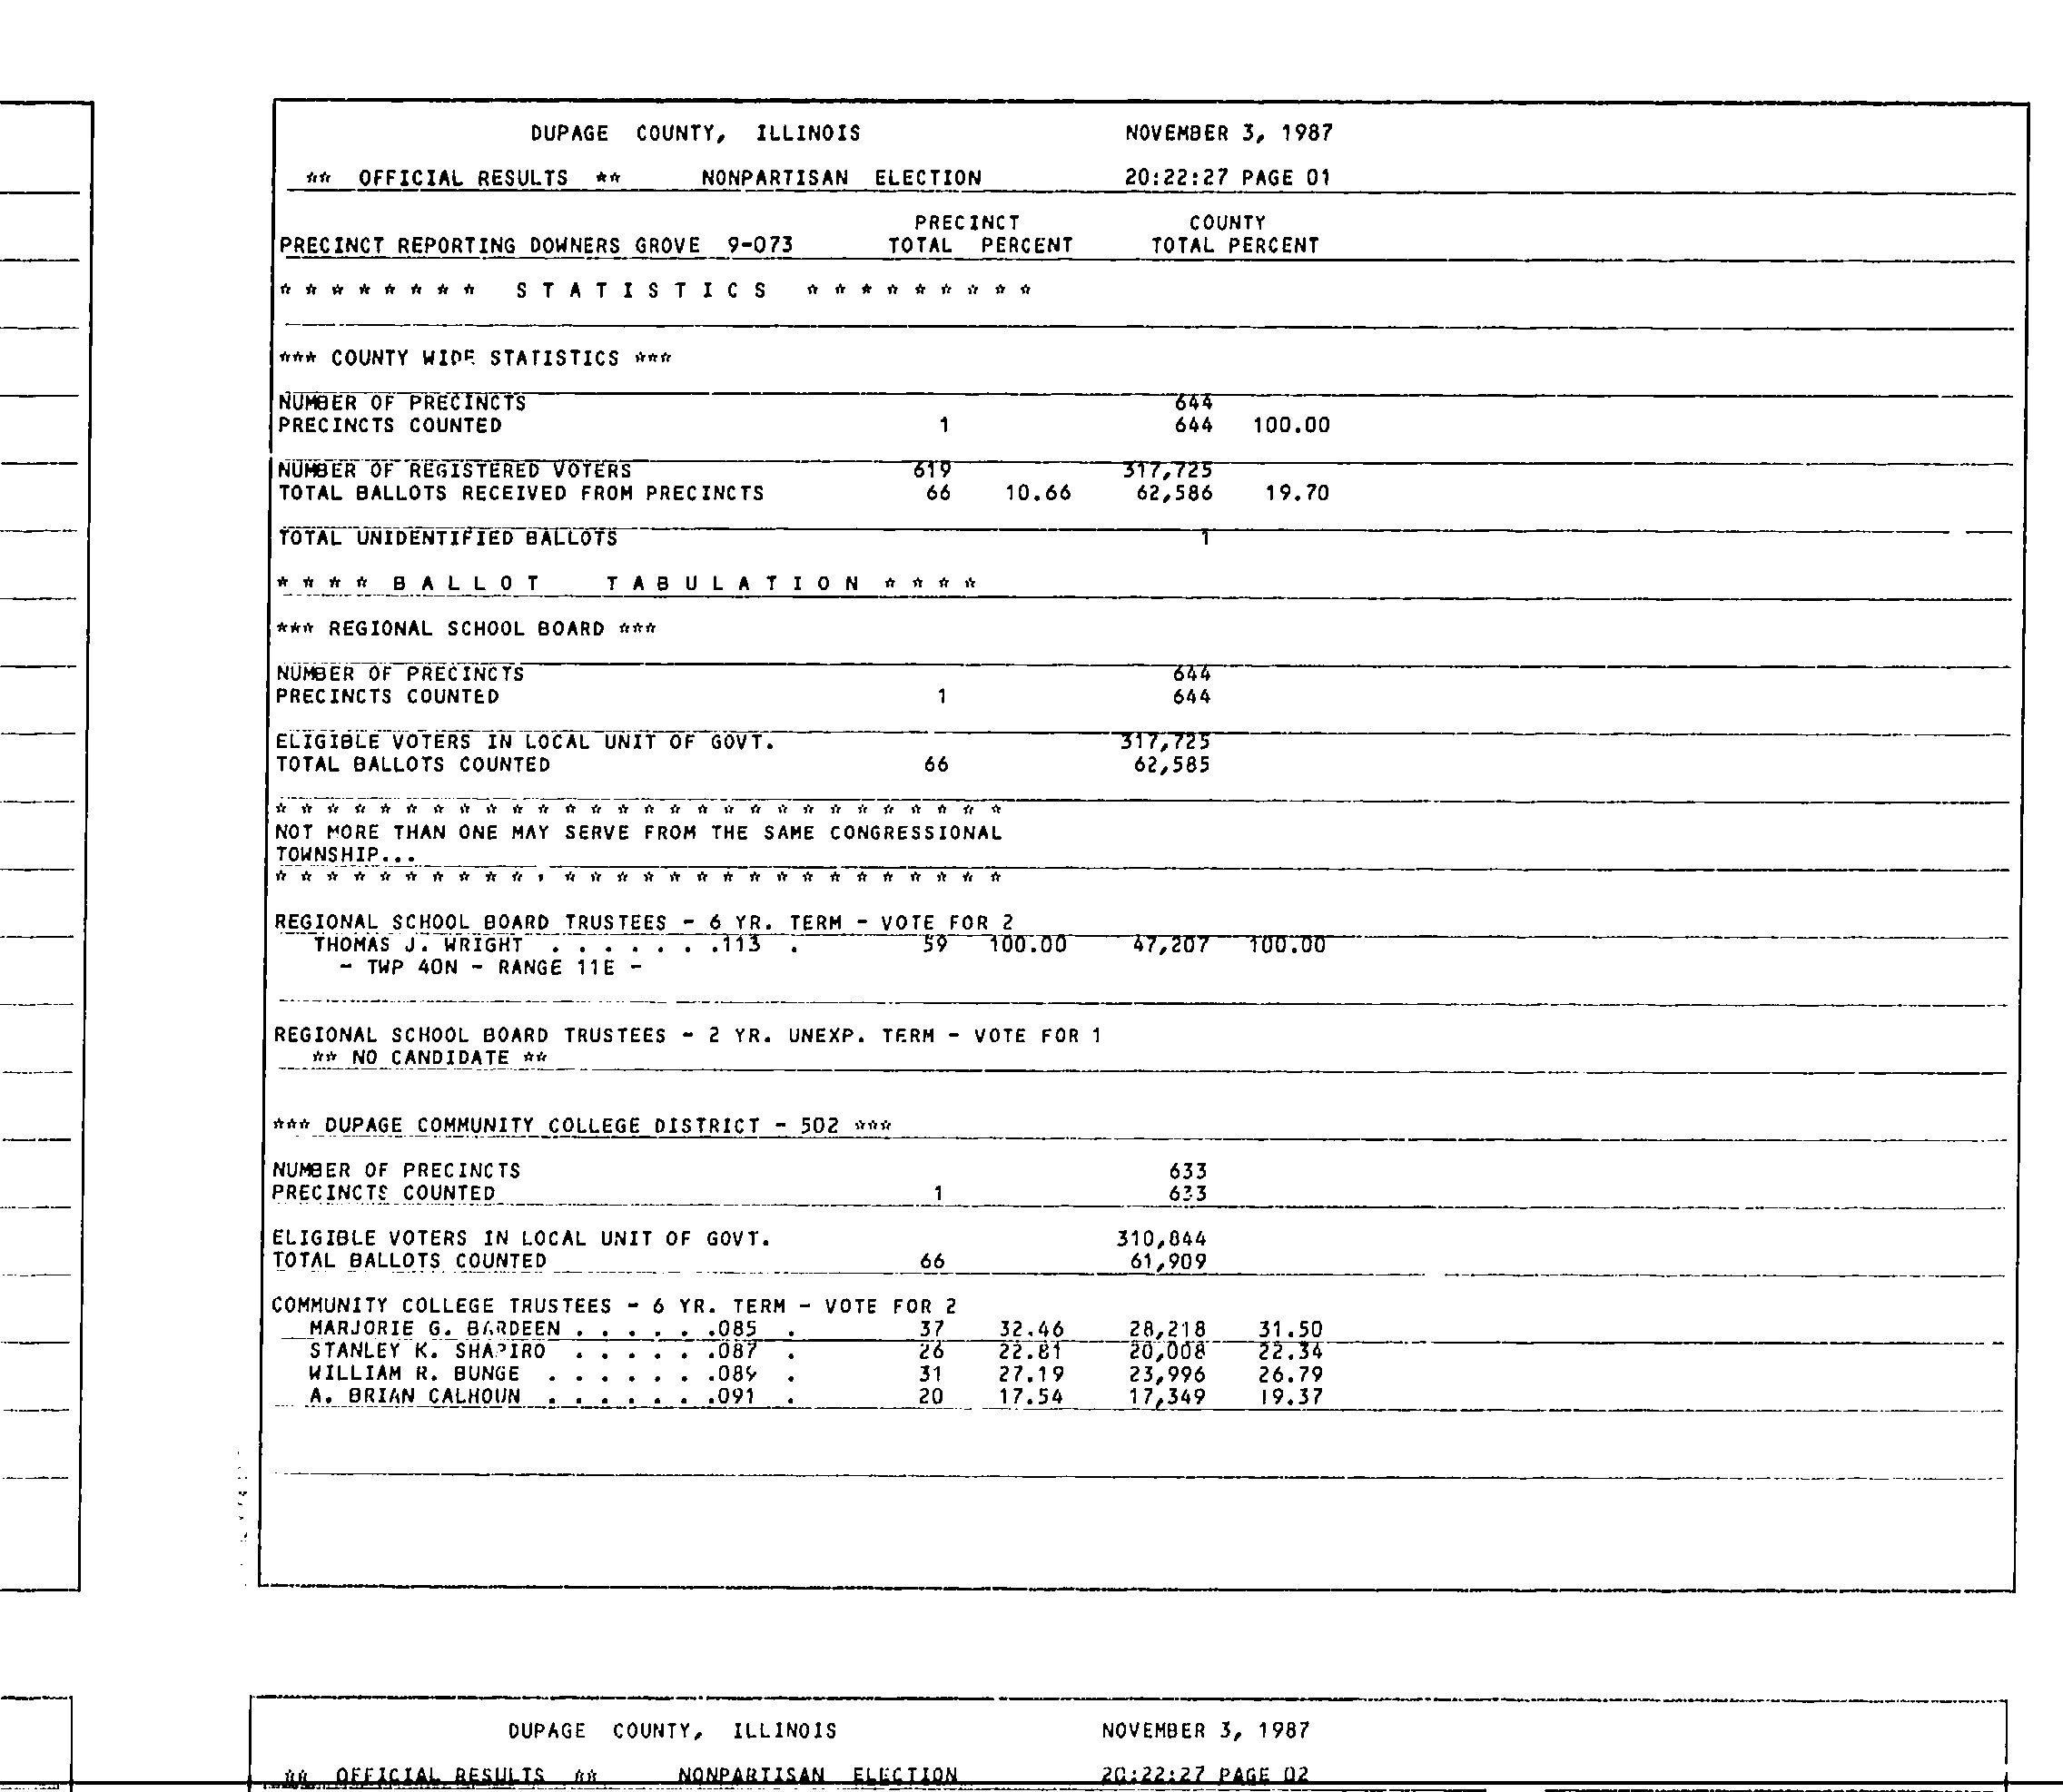 DUPAGE COUNTY, ILLINOIS NOVEMBER 3, 1987
** OFFICIAL RESULTS ** NONPARTISAN ELECTION 20:22:27 PAGE 01
PRECINCT COUNTY
PRECINCT REPORTING DOWNERS GROVE 9-073 TOTAL PERCENT TOTAL PERCENT
* * * * * * * * S T A T I S T I C S * * * * * * * * *
*** COUNTY WIDE STATISTICS ***
NUMBER OF PRECINCTS 644
PRECINCTS COUNTED 1 644 100.00
NUMBER OF REGISTERED VOTERS 619 317,725
TOTAL BALLOTS RECEIVED FROM PRECINCTS 66 10.66 62,586 19.70
TOTAL UNIDENTIFIED BALLOTS 1
* * * * B A L L O T T A B U L A T I O N * * * *
*** REGIONAL SCHOOL BOARD ***
NUMBER OF PRECINCTS 644
PRECINCTS COUNTED 1 644
ELIGIBLE VOTERS IN LOCAL UNIT OF GOVT. 317,725
TOTAL BALLOTS COUNTED 66 62,585
* * * * * * * * * * * * * * * * * * * * * * * * * * * *
NOT MORE THAN ONE MAY SERVE FROM THE SAME CONGRESSIONAL
TOWNSHIP...
* * * * * * * * * * * * * * * * * * * * * * * * * * * *
REGIONAL SCHOOL BOARD TRUSTEES - 6 YR. TERM - VOTE FOR 2
THOMAS J. WRIGHT . . . . . . .113 . 59 100.00 47,207 100.00
- TWP 40N - RANGE 11E -
REGIONAL SCHOOL BOARD TRUSTEES - 2 YR. UNEXP. TERM - VOTE FOR 1
** NO CANDIDATE **
*** DUPAGE COMMUNITY COLLEGE DISTRICT - 502 ***
NUMBER OF PRECINCTS 633
PRECINCTS COUNTED 1 633
ELIGIBLE VOTERS IN LOCAL UNIT OF GOVT. 310,844
TOTAL BALLOTS COUNTED 66 61,909
COMMUNITY COLLEGE TRUSTEES - 6 YR. TERM - VOTE FOR 2
MARJORIE G. BARDEEN . . . . . .085 . 37 32.46 28,218 31.50
STANLEY K. SHAPIRO . . . . . .087 . 26 22.81 20,008 22.34
WILLIAM R. BUNGE . . . . . . .089 . 31 27.19 23,996 26.79
A. BRIAN CALHOUN . . . . . . .091 . 20 17.54 17,349 19.37
DUPAGE COUNTY, ILLINOIS NOVEMBER 3, 1987
** OFFICIAL RESULTS ** NONPARTISAN ELECTION 20:22:27 PAGE 02